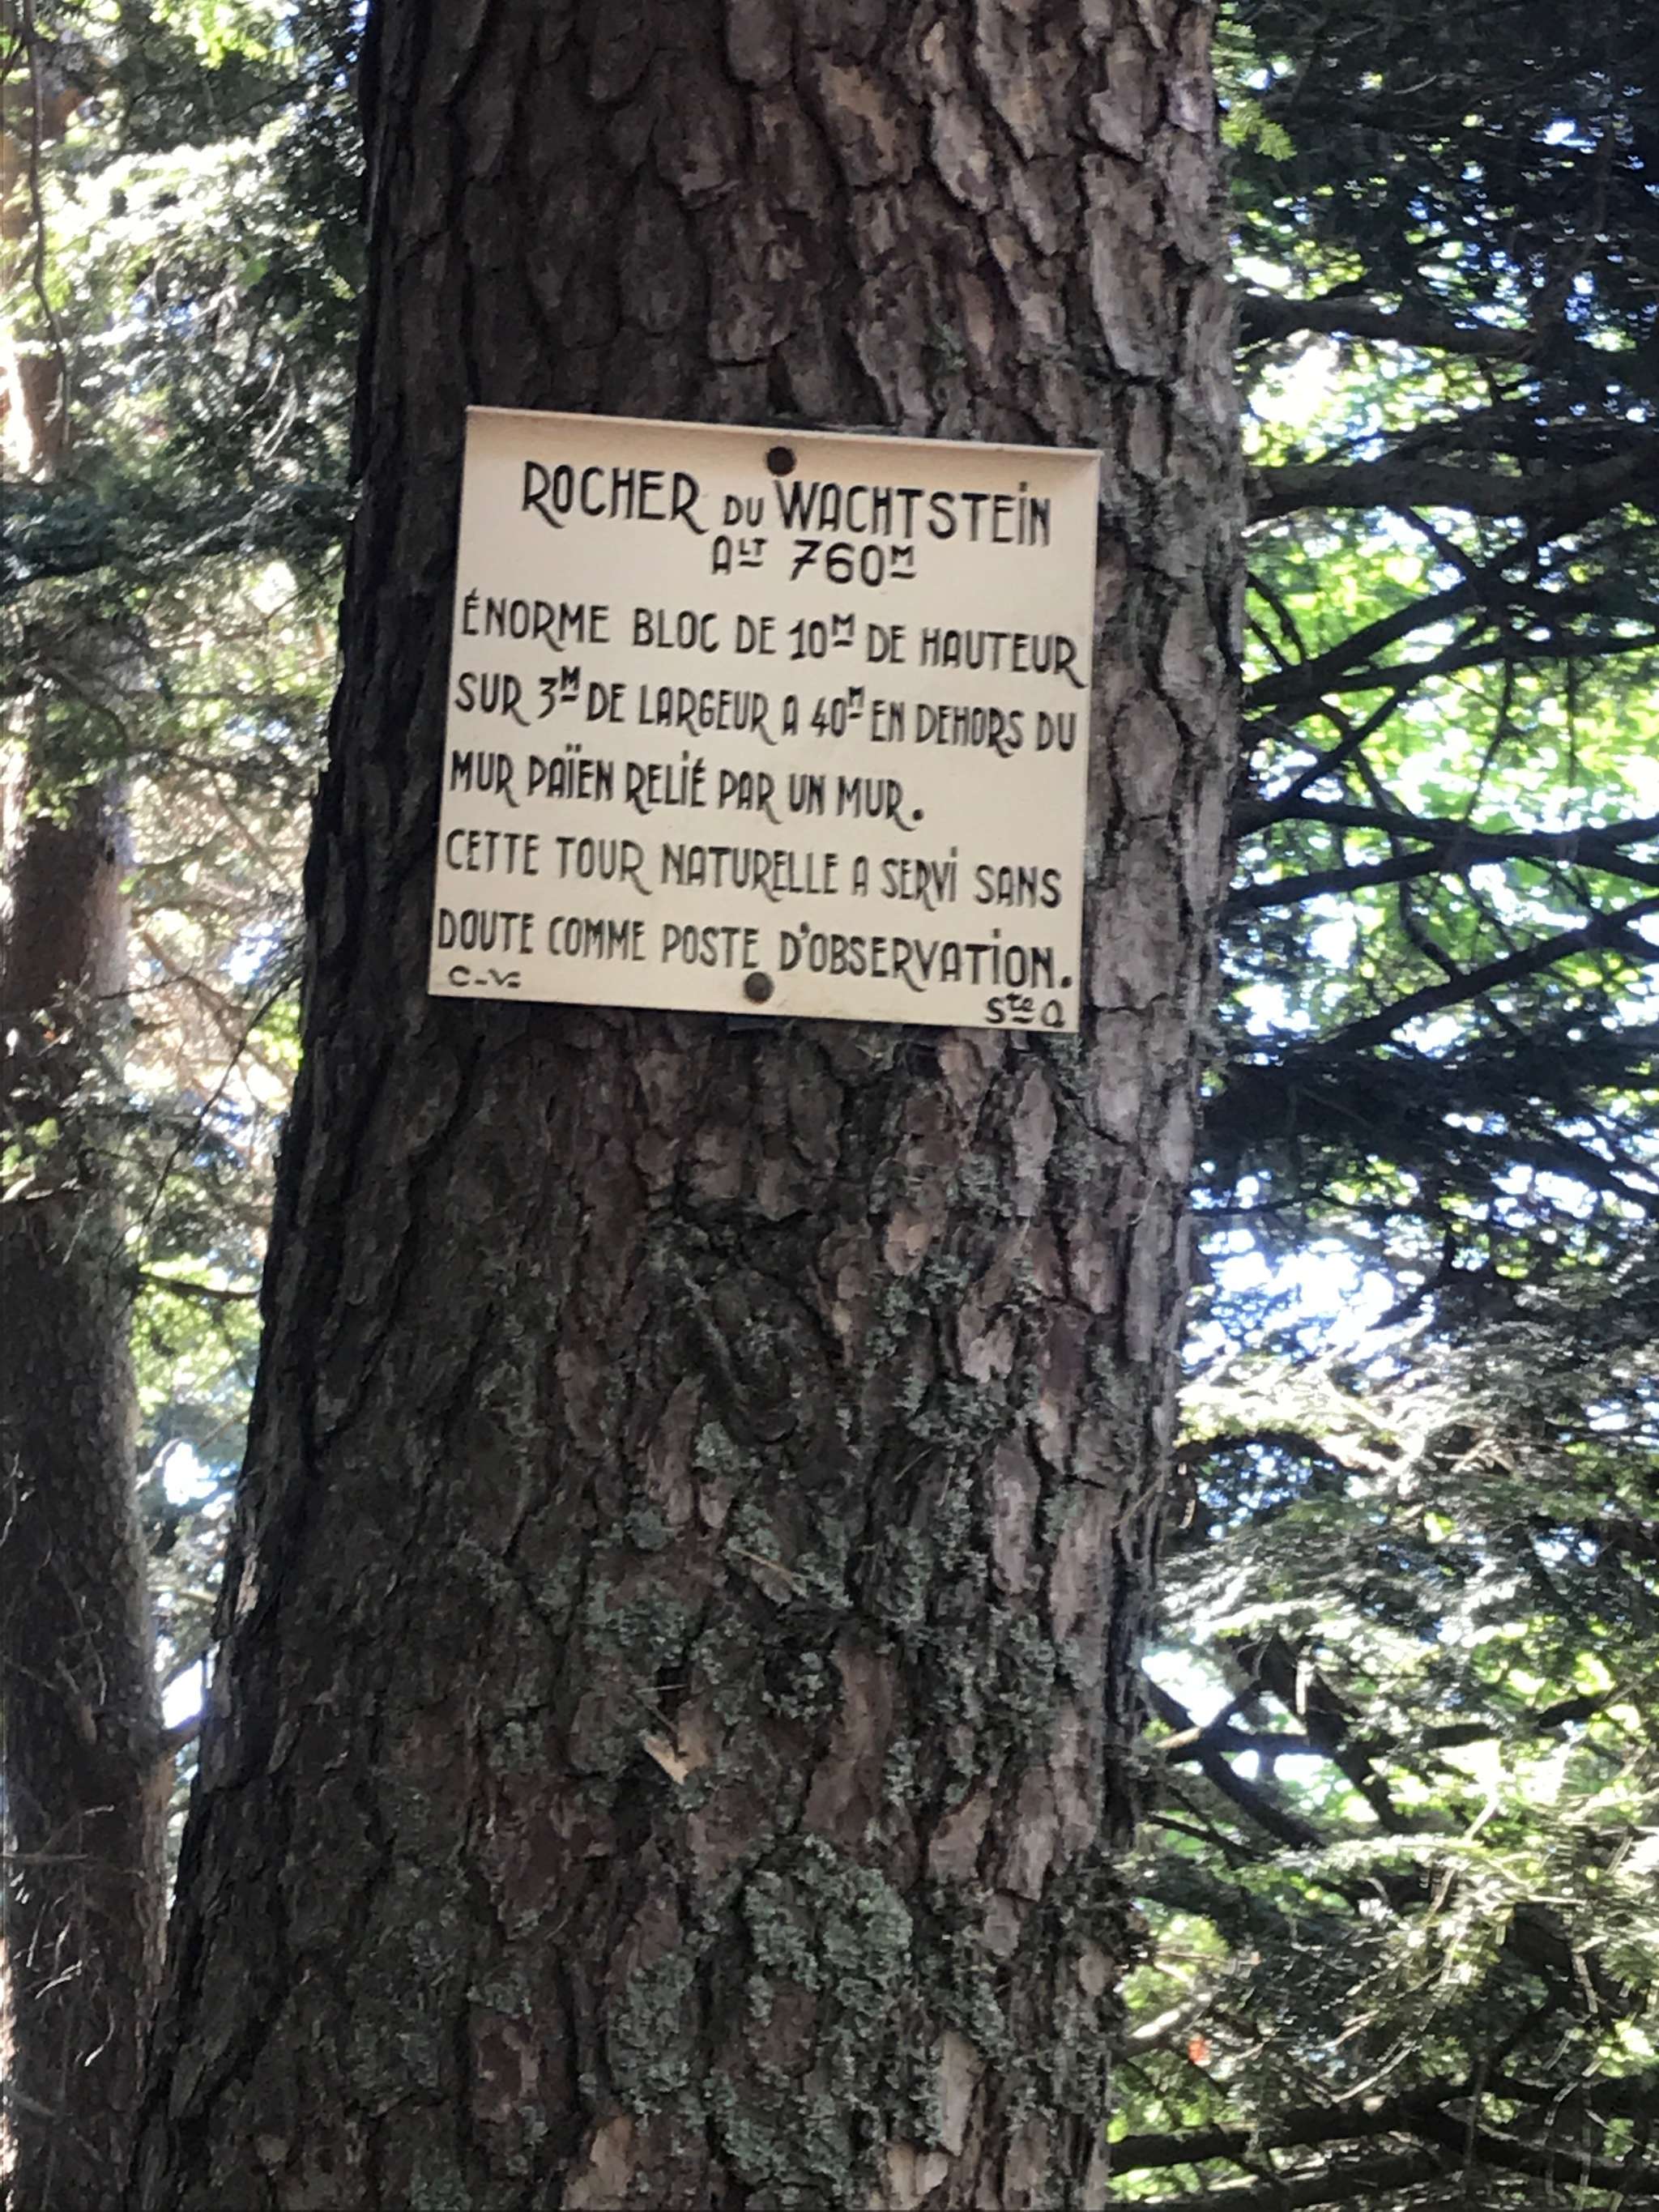 ROCHER DU WACHTSTEIN
ALT 760M
ÉNORME BLOC DE 10M DE HAUTEUR
SUR 3M DE LARGEUR A 40M EN DEHORS DU
MUR PAÏEN RELIÉ PAR UN MUR.
CETTE TOUR NATURELLE A SERVI SANS
DOUTE COMME POSTE D'OBSERVATION.
C-V. Ste O